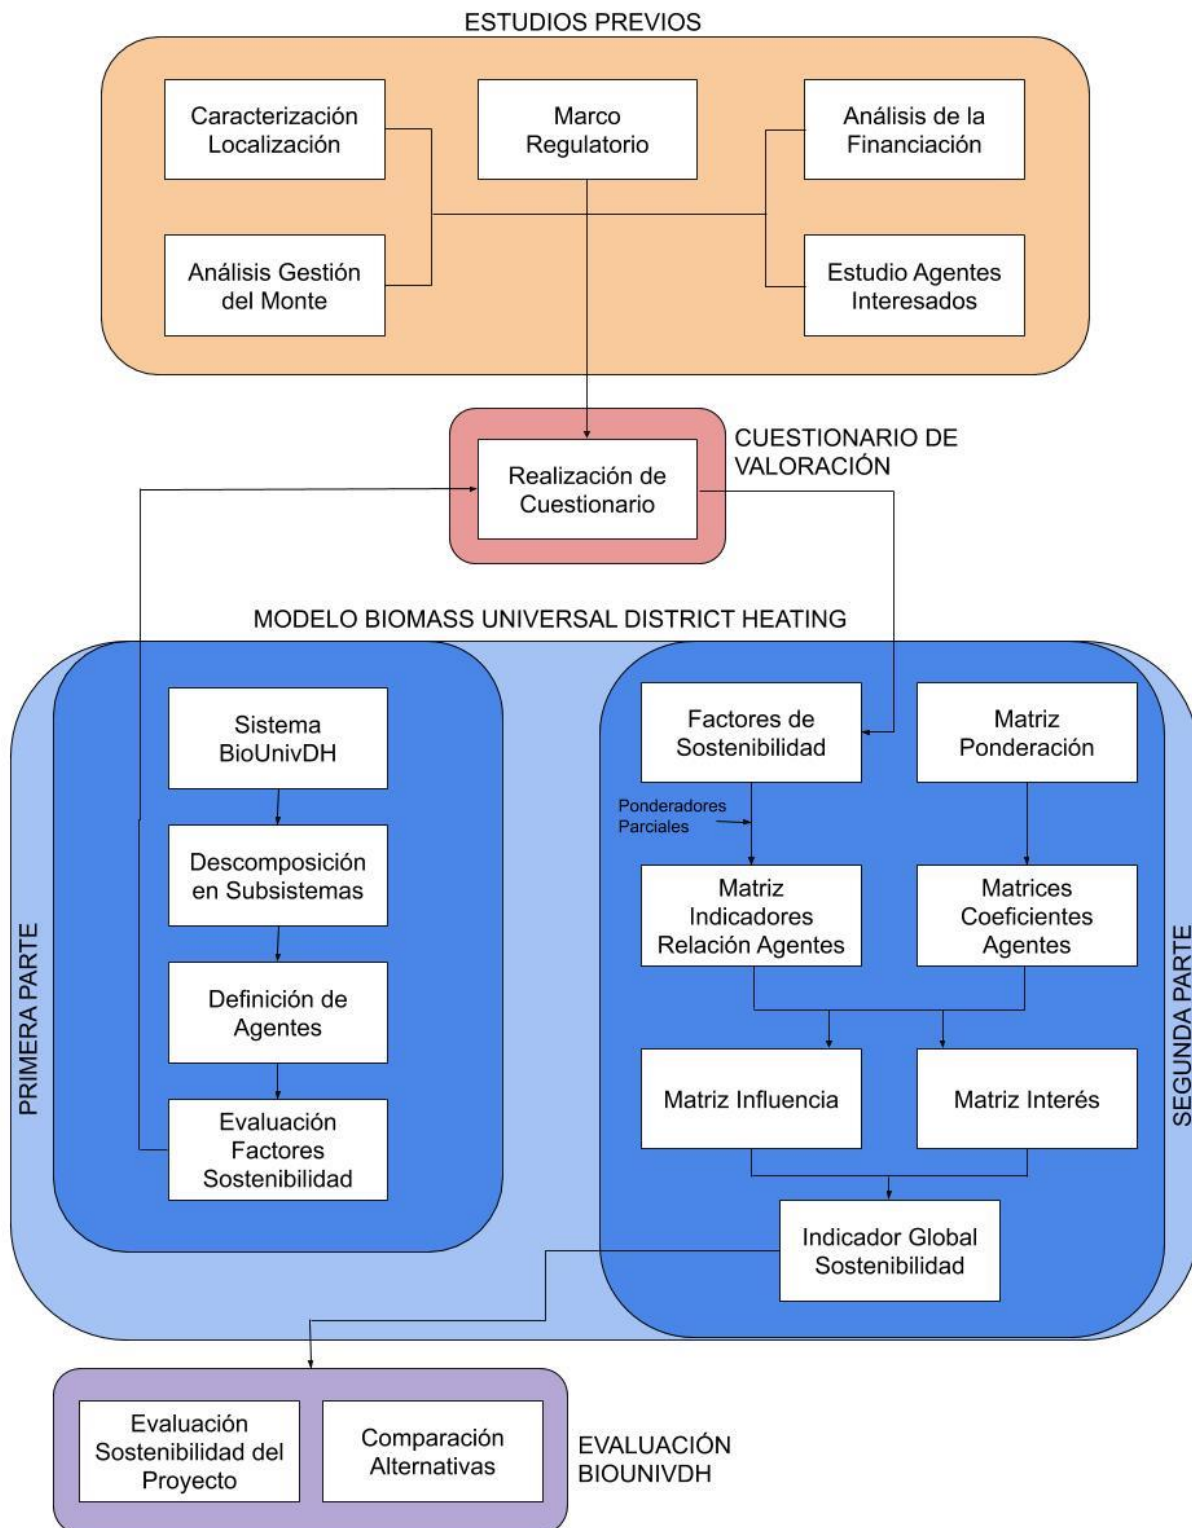 ESTUDIOS PREVIOS
Caracterización
Localización
Marco
Regulatorio
Análisis de la
Financiación
Análisis Gestión
del Monte
Estudio Agentes
Interesados
CUESTIONARIO DE
VALORACIÓN
Realización de
Cuestionario
MODELO BIOMASS UNIVERSAL DISTRICT HEATING
PRIMERA PARTE
Sistema
BioUnivDH
Descomposición
en Subsistemas
Definición de
Agentes
Evaluación
Factores
Sostenibilidad
Factores de
Sostenibilidad
Matriz
Ponderación
Ponderadores
Parciales
Matriz
Indicadores
Relación Agentes
Matrices
Coeficientes
Agentes
Matriz Influencia
Matriz Interés
Indicador Global
Sostenibilidad
SEGUNDA PARTE
Evaluación
Sostenibilidad del
Proyecto
Comparación
Alternativas
EVALUACIÓN
BIOUNIVDH